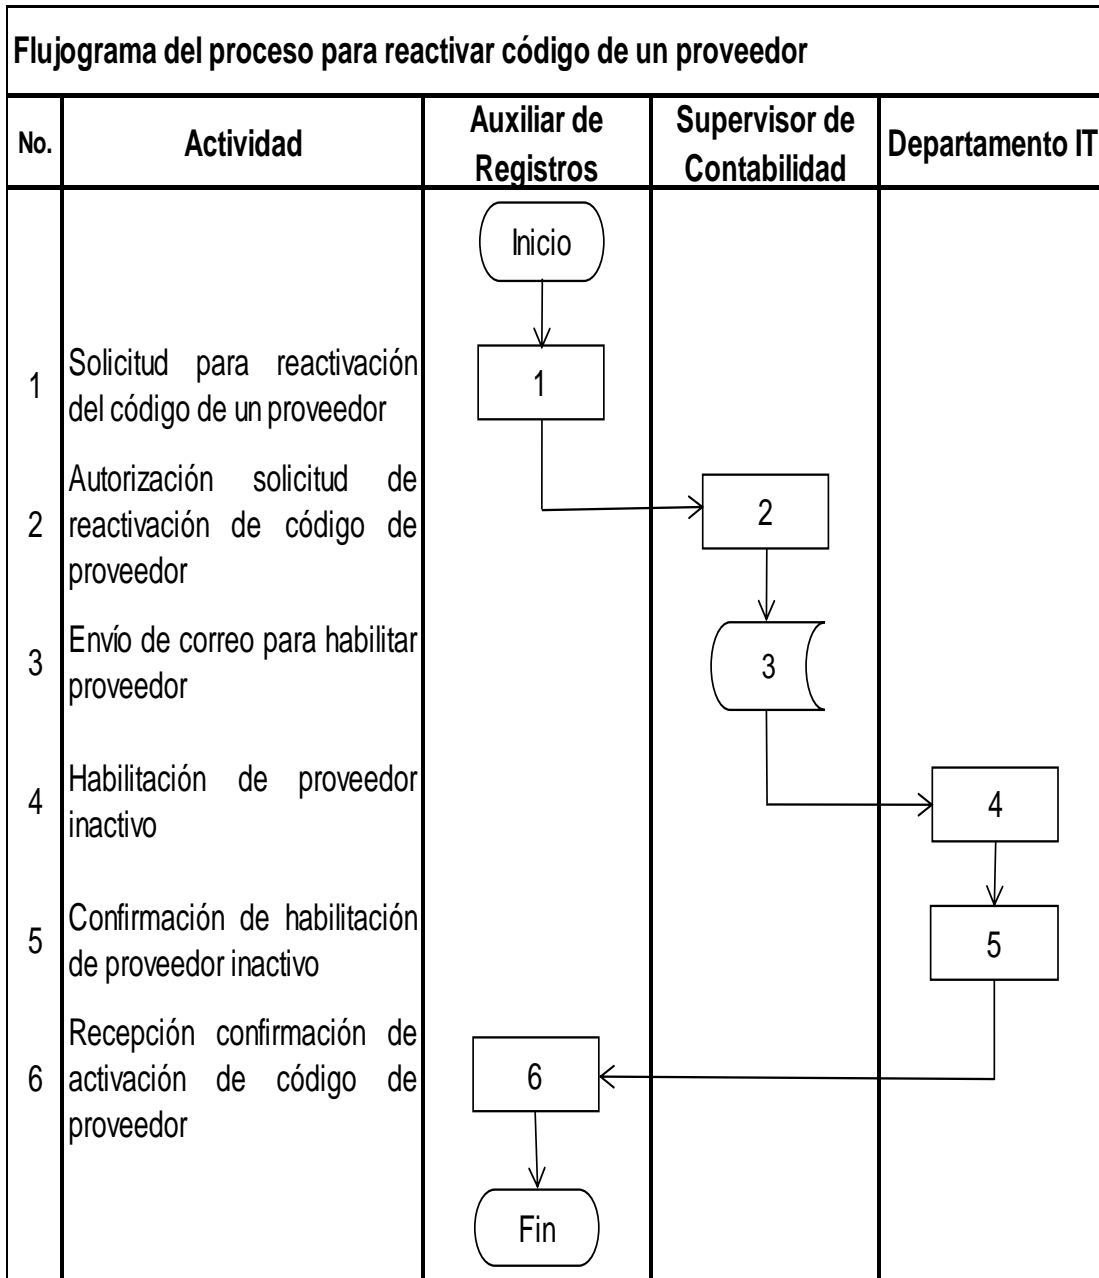 Flujograma del proceso para reactivar código de un proveedor
No. Actividad Auxiliar de Registros Supervisor de Contabilidad Departamento IT
Inicio
1 Solicitud para reactivación
del código de un proveedor
1
2 Autorización solicitud de
reactivación de código de
proveedor
2
3 Envío de correo para habilitar
proveedor
3
4 Habilitación de proveedor
inactivo
4
5 Confirmación de habilitación
de proveedor inactivo
5
6 Recepción confirmación de
activación de código de
proveedor
6
Fin